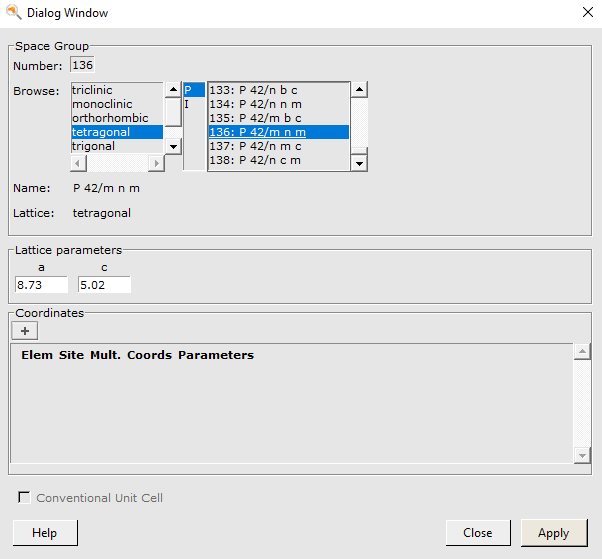 Dialog Window
Space Group
Number: 136
Browse:
triclinic
monoclinic
orthorhombic
tetragonal
trigonal
P
I
133: P 42/n b c
134: P 42/n n m
135: P 42/m b c
136: P 42/m n m
137: P 42/n m c
138: P 42/n c m
Name: P 42/m n m
Lattice: tetragonal
Lattice parameters
a c
8.73 5.02
Coordinates
+
Elem Site Mult. Coords Parameters
Conventional Unit Cell
Help Close Apply